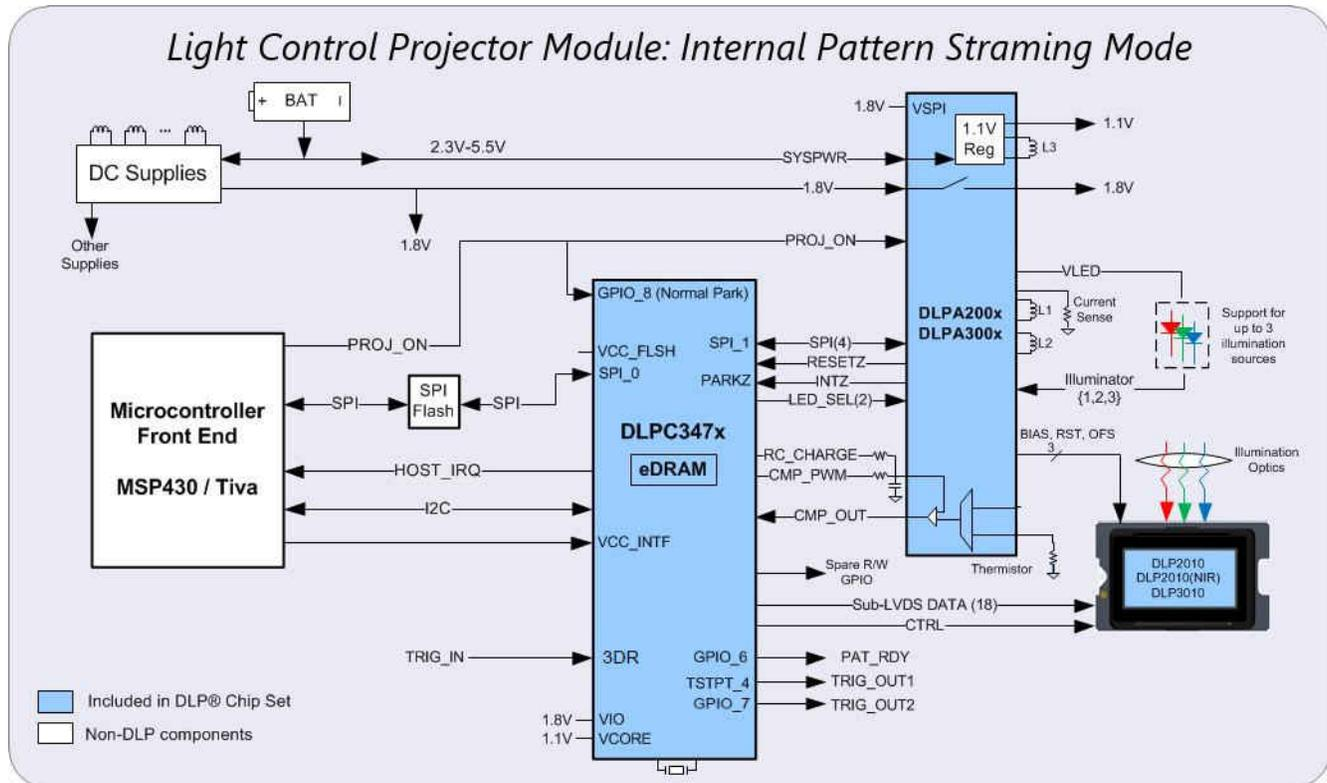 Light Control Projector Module: Internal Pattern Straming Mode
+ BAT I
DC Supplies
Other
Supplies
2.3V-5.5V
SYSPWR
1.8V
1.8V
PROJ_ON
1.8V
VSPI
1.1V
Reg
1.1V
L3
1.8V
DLPA200x
DLPA300x
VLED
Current
Sense
L1
L2
Support for
up to 3
illumination
sources
Illuminator
{1,2,3}
BIAS, RST, OFS
3
Illumination
Optics
Microcontroller
Front End
MSP430 / Tiva
PROJ_ON
SPI
SPI
Flash
SPI
HOST_IRQ
I2C
GPIO_8 (Normal Park)
VCC_FLSH
SPI_0
SPI_1
PARKZ
DLPC347x
eDRAM
VCC_INTF
3DR
GPIO_6
TSTPT_4
GPIO_7
VIO
VCORE
SPI(4)
RESETZ
INTZ
LED_SEL(2)
RC_CHARGE
CMP_PWM
CMP_OUT
Thermistor
Spare R/W
GPIO
Sub-LVDS DATA (18)
CTRL
DLP2010
DLP2010(NIR)
DLP3010
TRIG_IN
PAT_RDY
TRIG_OUT1
TRIG_OUT2
1.8V
1.1V
Included in DLP® Chip Set
Non-DLP components